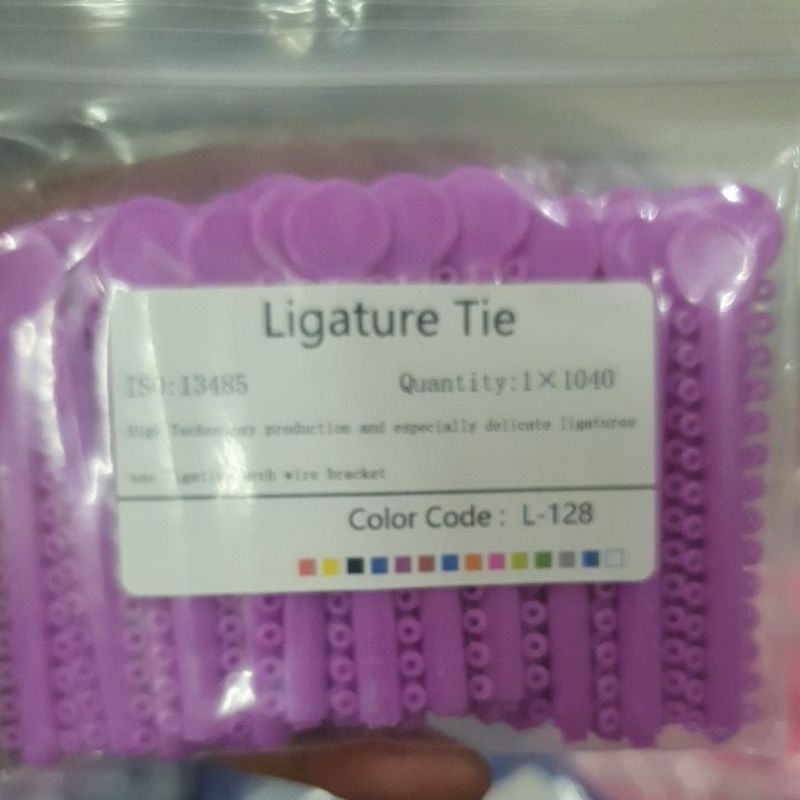 Ligature Tie
ISO:13485 Quantity:1×1040
High Technology production and especially delicate ligatures
arch wire bracket
Color Code : L-128